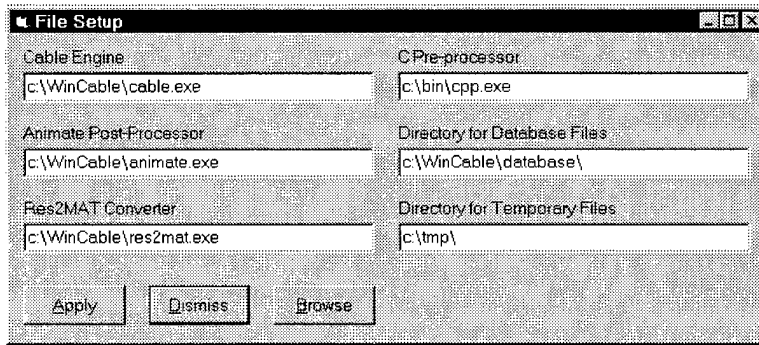 File Setup
Cable Engine
c:\WinCable\cable.exe
C Pre-processor
c:\bin\cpp.exe
Animate Post-Processor
c:\WinCable\animate.exe
Directory for Database Files
c:\WinCable\database\
Res2MAT Converter
c:\WinCable\res2mat.exe
Directory for Temporary Files
c:\tmp\
Apply
Dismiss
Browse